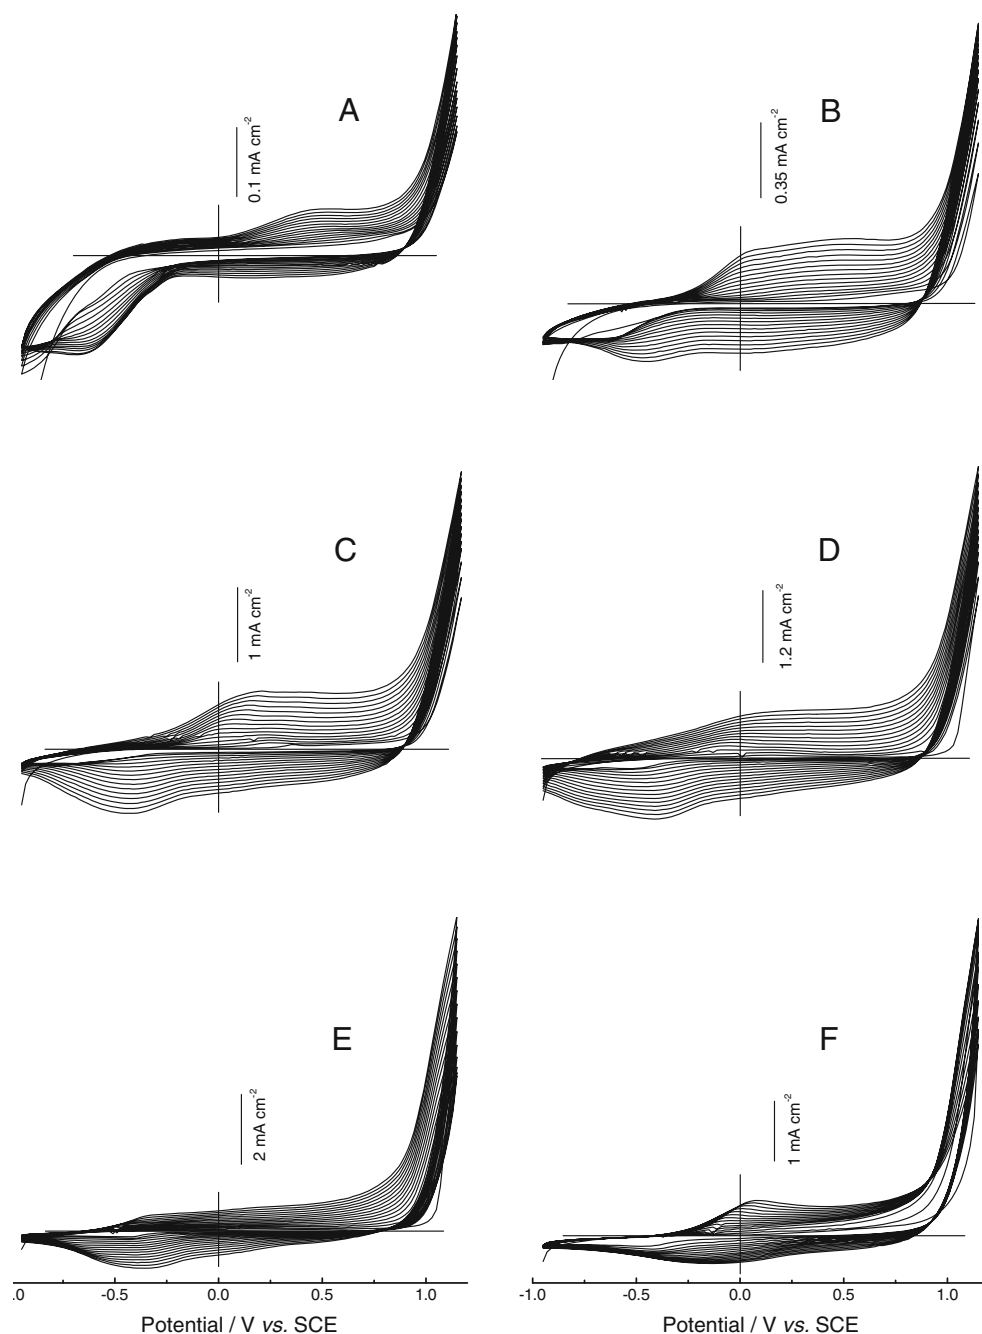 A
0.1 mA cm-2
B
0.35 mA cm-2
C
1 mA cm-2
D
1.2 mA cm-2
E
2 mA cm-2
F
1 mA cm-2
.0 -0.5 0.0 0.5 1.0
-1.0 -0.5 0.0 0.5 1.0
Potential / V vs. SCE
Potential / V vs. SCE